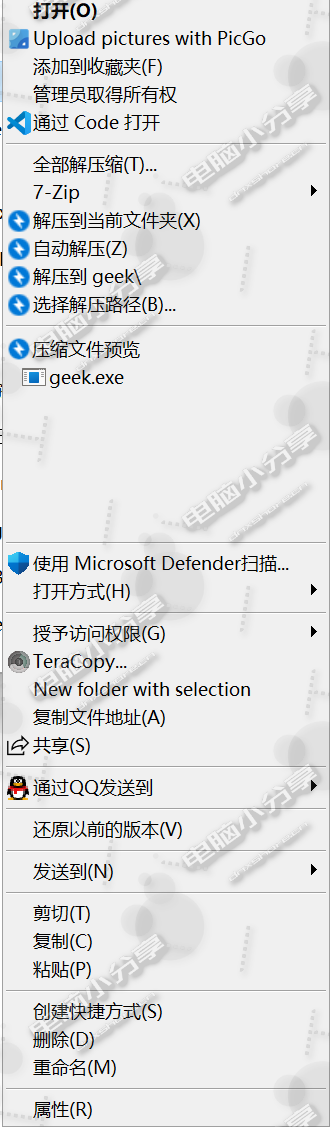 打开(O)
Upload pictures with PicGo
添加到收藏夹(F)
管理员取得所有权
通过 Code 打开
全部解压缩(T)...
7-Zip
解压到当前文件夹(X)
自动解压(Z)
解压到 geek\
选择解压路径(B)...
压缩文件预览
geek.exe
使用 Microsoft Defender扫描...
打开方式(H)
授予访问权限(G)
TeraCopy...
New folder with selection
复制文件地址(A)
共享(S)
通过QQ发送到
还原以前的版本(V)
发送到(N)
剪切(T)
复制(C)
粘贴(P)
创建快捷方式(S)
删除(D)
重命名(M)
属性(R)
电脑小分享
电脑小分享
电脑小分享
电脑小分享
电脑小分享
电脑小分享